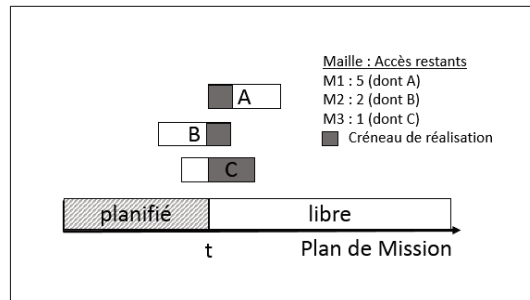 Maille : Accès restants
M1 : 5 (dont A)
M2 : 2 (dont B)
M3 : 1 (dont C)
Créneau de réalisation
A
B
C
planifié libre
t Plan de Mission